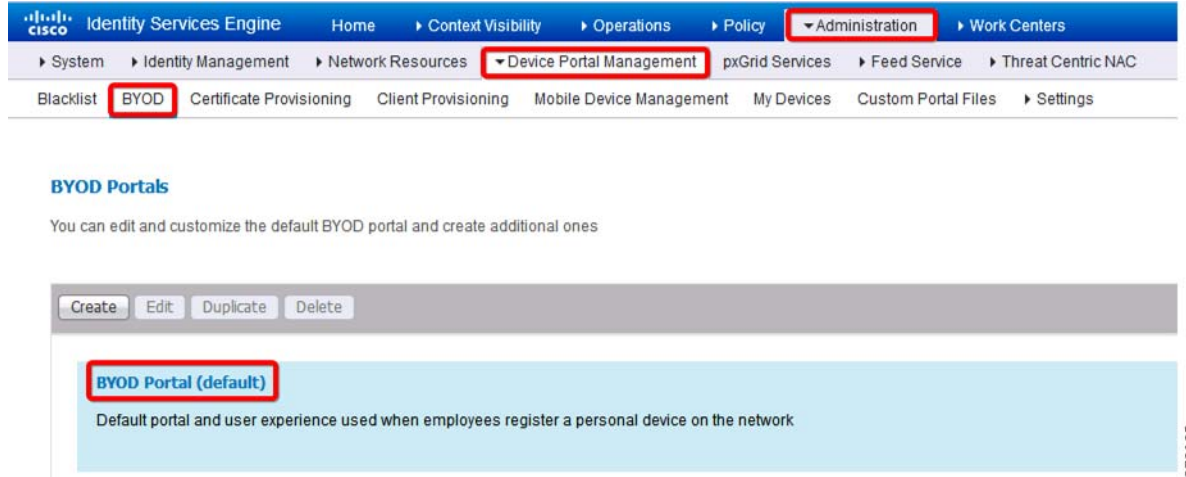 cisco Identity Services Engine Home Context Visibility Operations Policy Administration Work Centers
System Identity Management Network Resources Device Portal Management pxGrid Services Feed Service Threat Centric NAC
Blacklist BYOD Certificate Provisioning Client Provisioning Mobile Device Management My Devices Custom Portal Files Settings
BYOD Portals
You can edit and customize the default BYOD portal and create additional ones
Create Edit Duplicate Delete
BYOD Portal (default)
Default portal and user experience used when employees register a personal device on the network